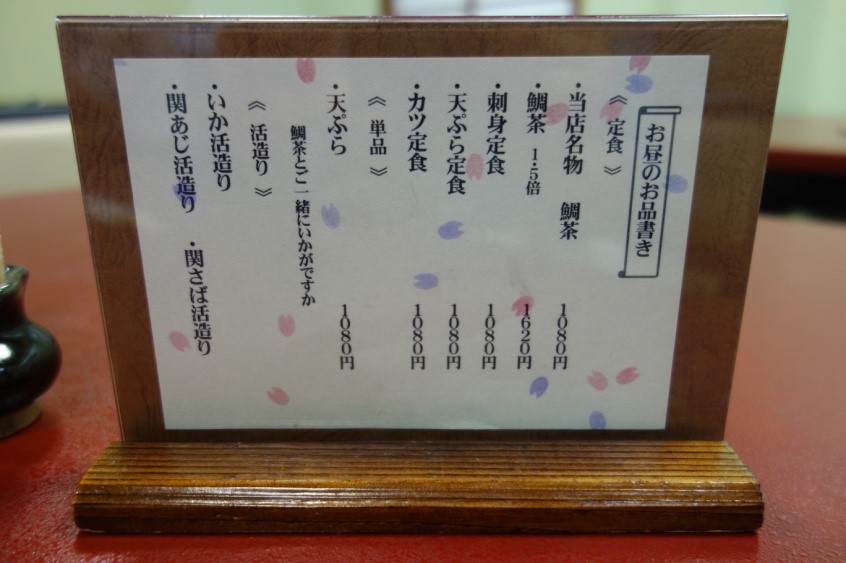 お昼のお品書き
《定食》
・当店名物 鯛茶 1080円
・鯛茶 1.5倍 1620円
・刺身定食 1080円
・天ぷら定食 1080円
・カツ定食 1080円
《単品》
・天ぷら 1080円
鯛茶とご一緒にいかがですか
《活造り》
・いか活造り
・関あじ活造り ・関さば活造り